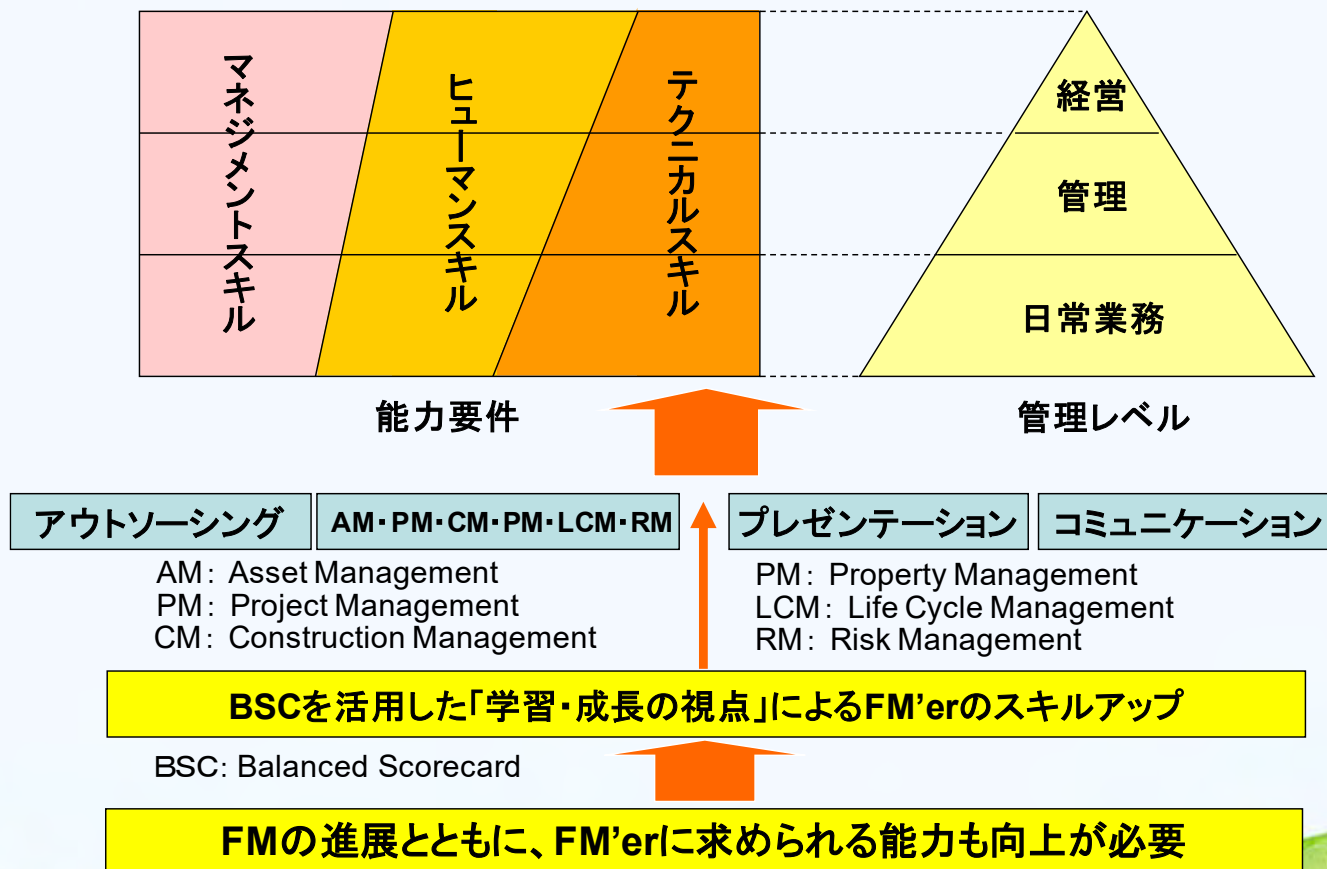 マネジメントスキル
ヒューマンスキル
テクニカルスキル
経営
管理
日常業務
能力要件
管理レベル
アウトソーシング
AM・PM・CM・PM・LCM・RM
プレゼンテーション
コミュニケーション
AM： Asset Management
PM： Project Management
CM： Construction Management
PM： Property Management
LCM： Life Cycle Management
RM： Risk Management
BSCを活用した「学習・成長の視点」によるFM’erのスキルアップ
BSC： Balanced Scorecard
FMの進展とともに、FM’erに求められる能力も向上が必要